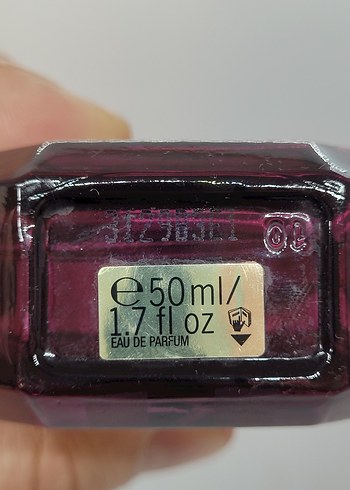 ℮50ml/
1.7 fl oz
EAU DE PARFUM